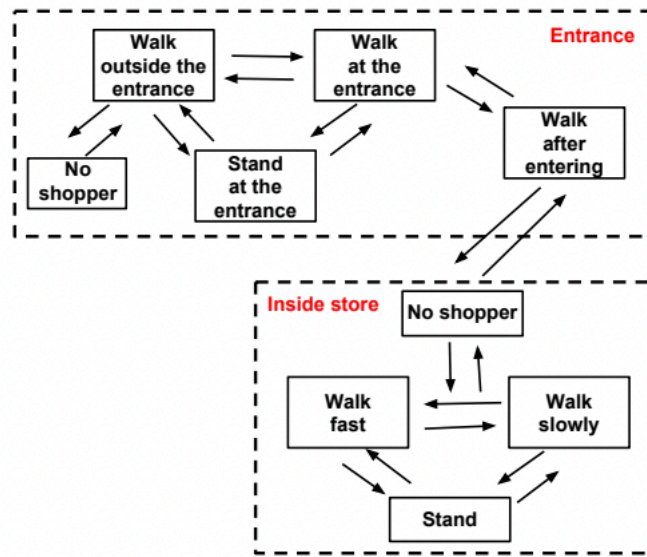 Entrance
Walk
outside the
entrance
Walk
at the
entrance
Walk
after
entering
No
shopper
Stand
at the
entrance
Inside store
No shopper
Walk
fast
Walk
slowly
Stand